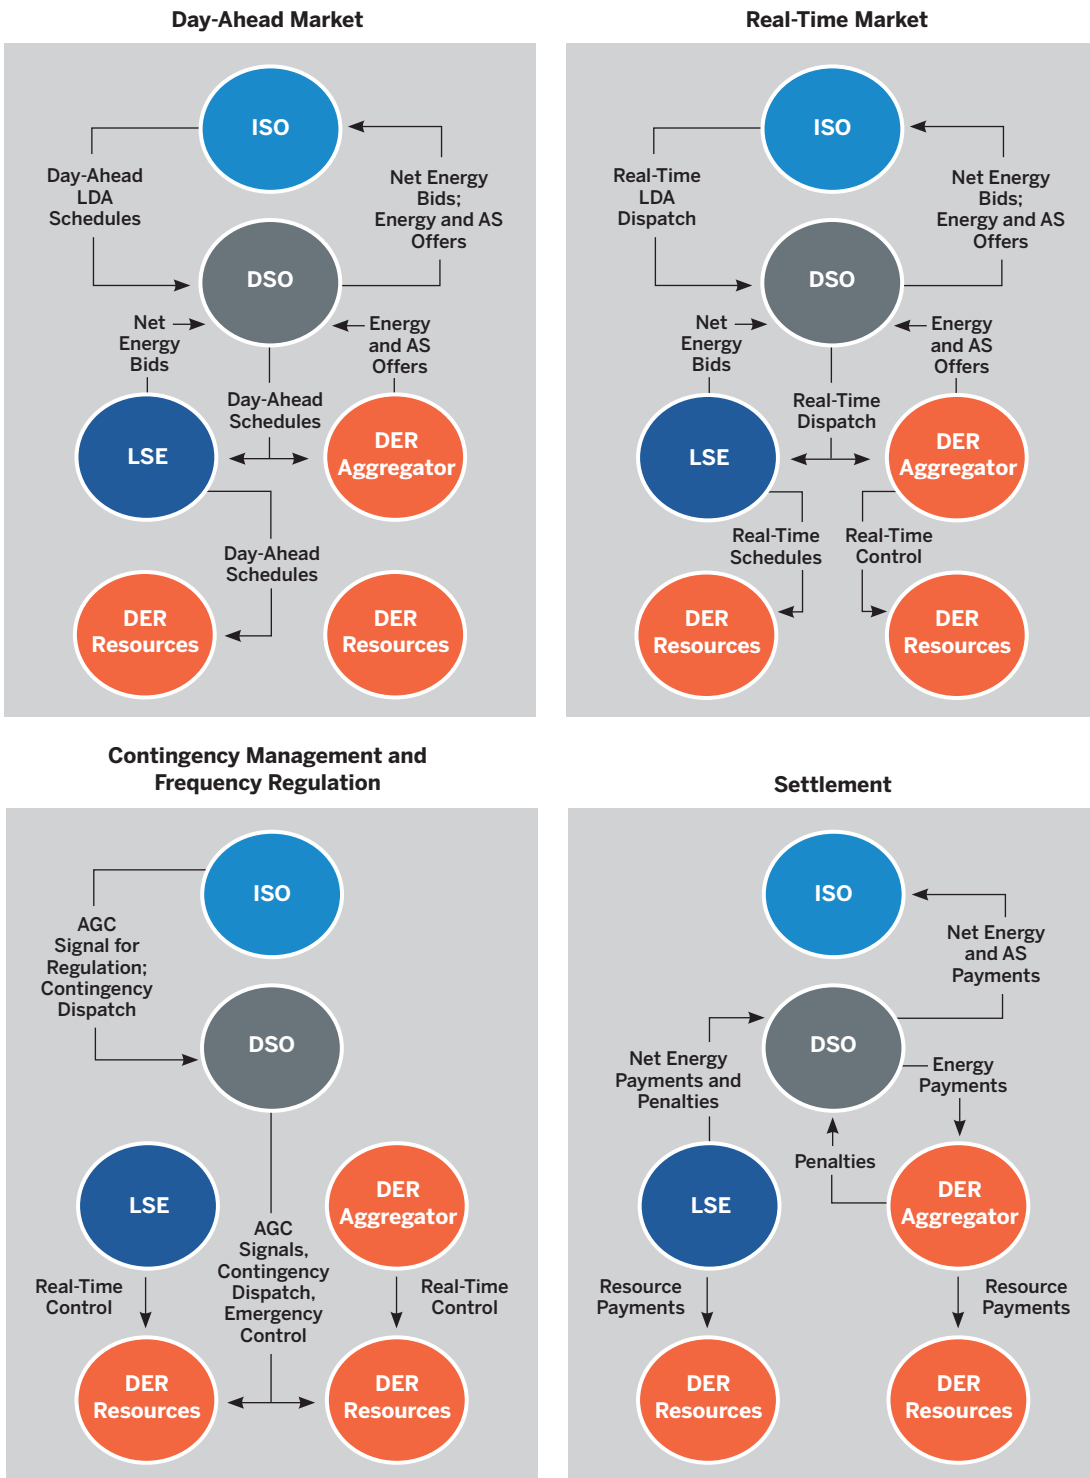 Day-Ahead Market
ISO
Day-Ahead
LDA
Schedules
Net Energy
Bids;
Energy and AS
Offers
DSO
Net
Energy
Bids
Energy
and AS
Offers
Day-Ahead
Schedules
LSE
DER
Aggregator
Day-Ahead
Schedules
DER
Resources
DER
Resources
Real-Time Market
ISO
Real-Time
LDA
Dispatch
Net Energy
Bids;
Energy and AS
Offers
DSO
Net
Energy
Bids
Energy
and AS
Offers
Real-Time
Dispatch
LSE
DER
Aggregator
Real-Time
Schedules
Real-Time
Control
DER
Resources
DER
Resources
Contingency Management and
Frequency Regulation
ISO
AGC
Signal for
Regulation;
Contingency
Dispatch
DSO
LSE
DER
Aggregator
AGC
Signals,
Contingency
Dispatch,
Emergency
Control
Real-Time
Control
Real-Time
Control
DER
Resources
DER
Resources
Settlement
ISO
Net Energy
and AS
Payments
DSO
Net Energy
Payments and
Penalties
Energy
Payments
Penalties
LSE
DER
Aggregator
Resource
Payments
Resource
Payments
DER
Resources
DER
Resources